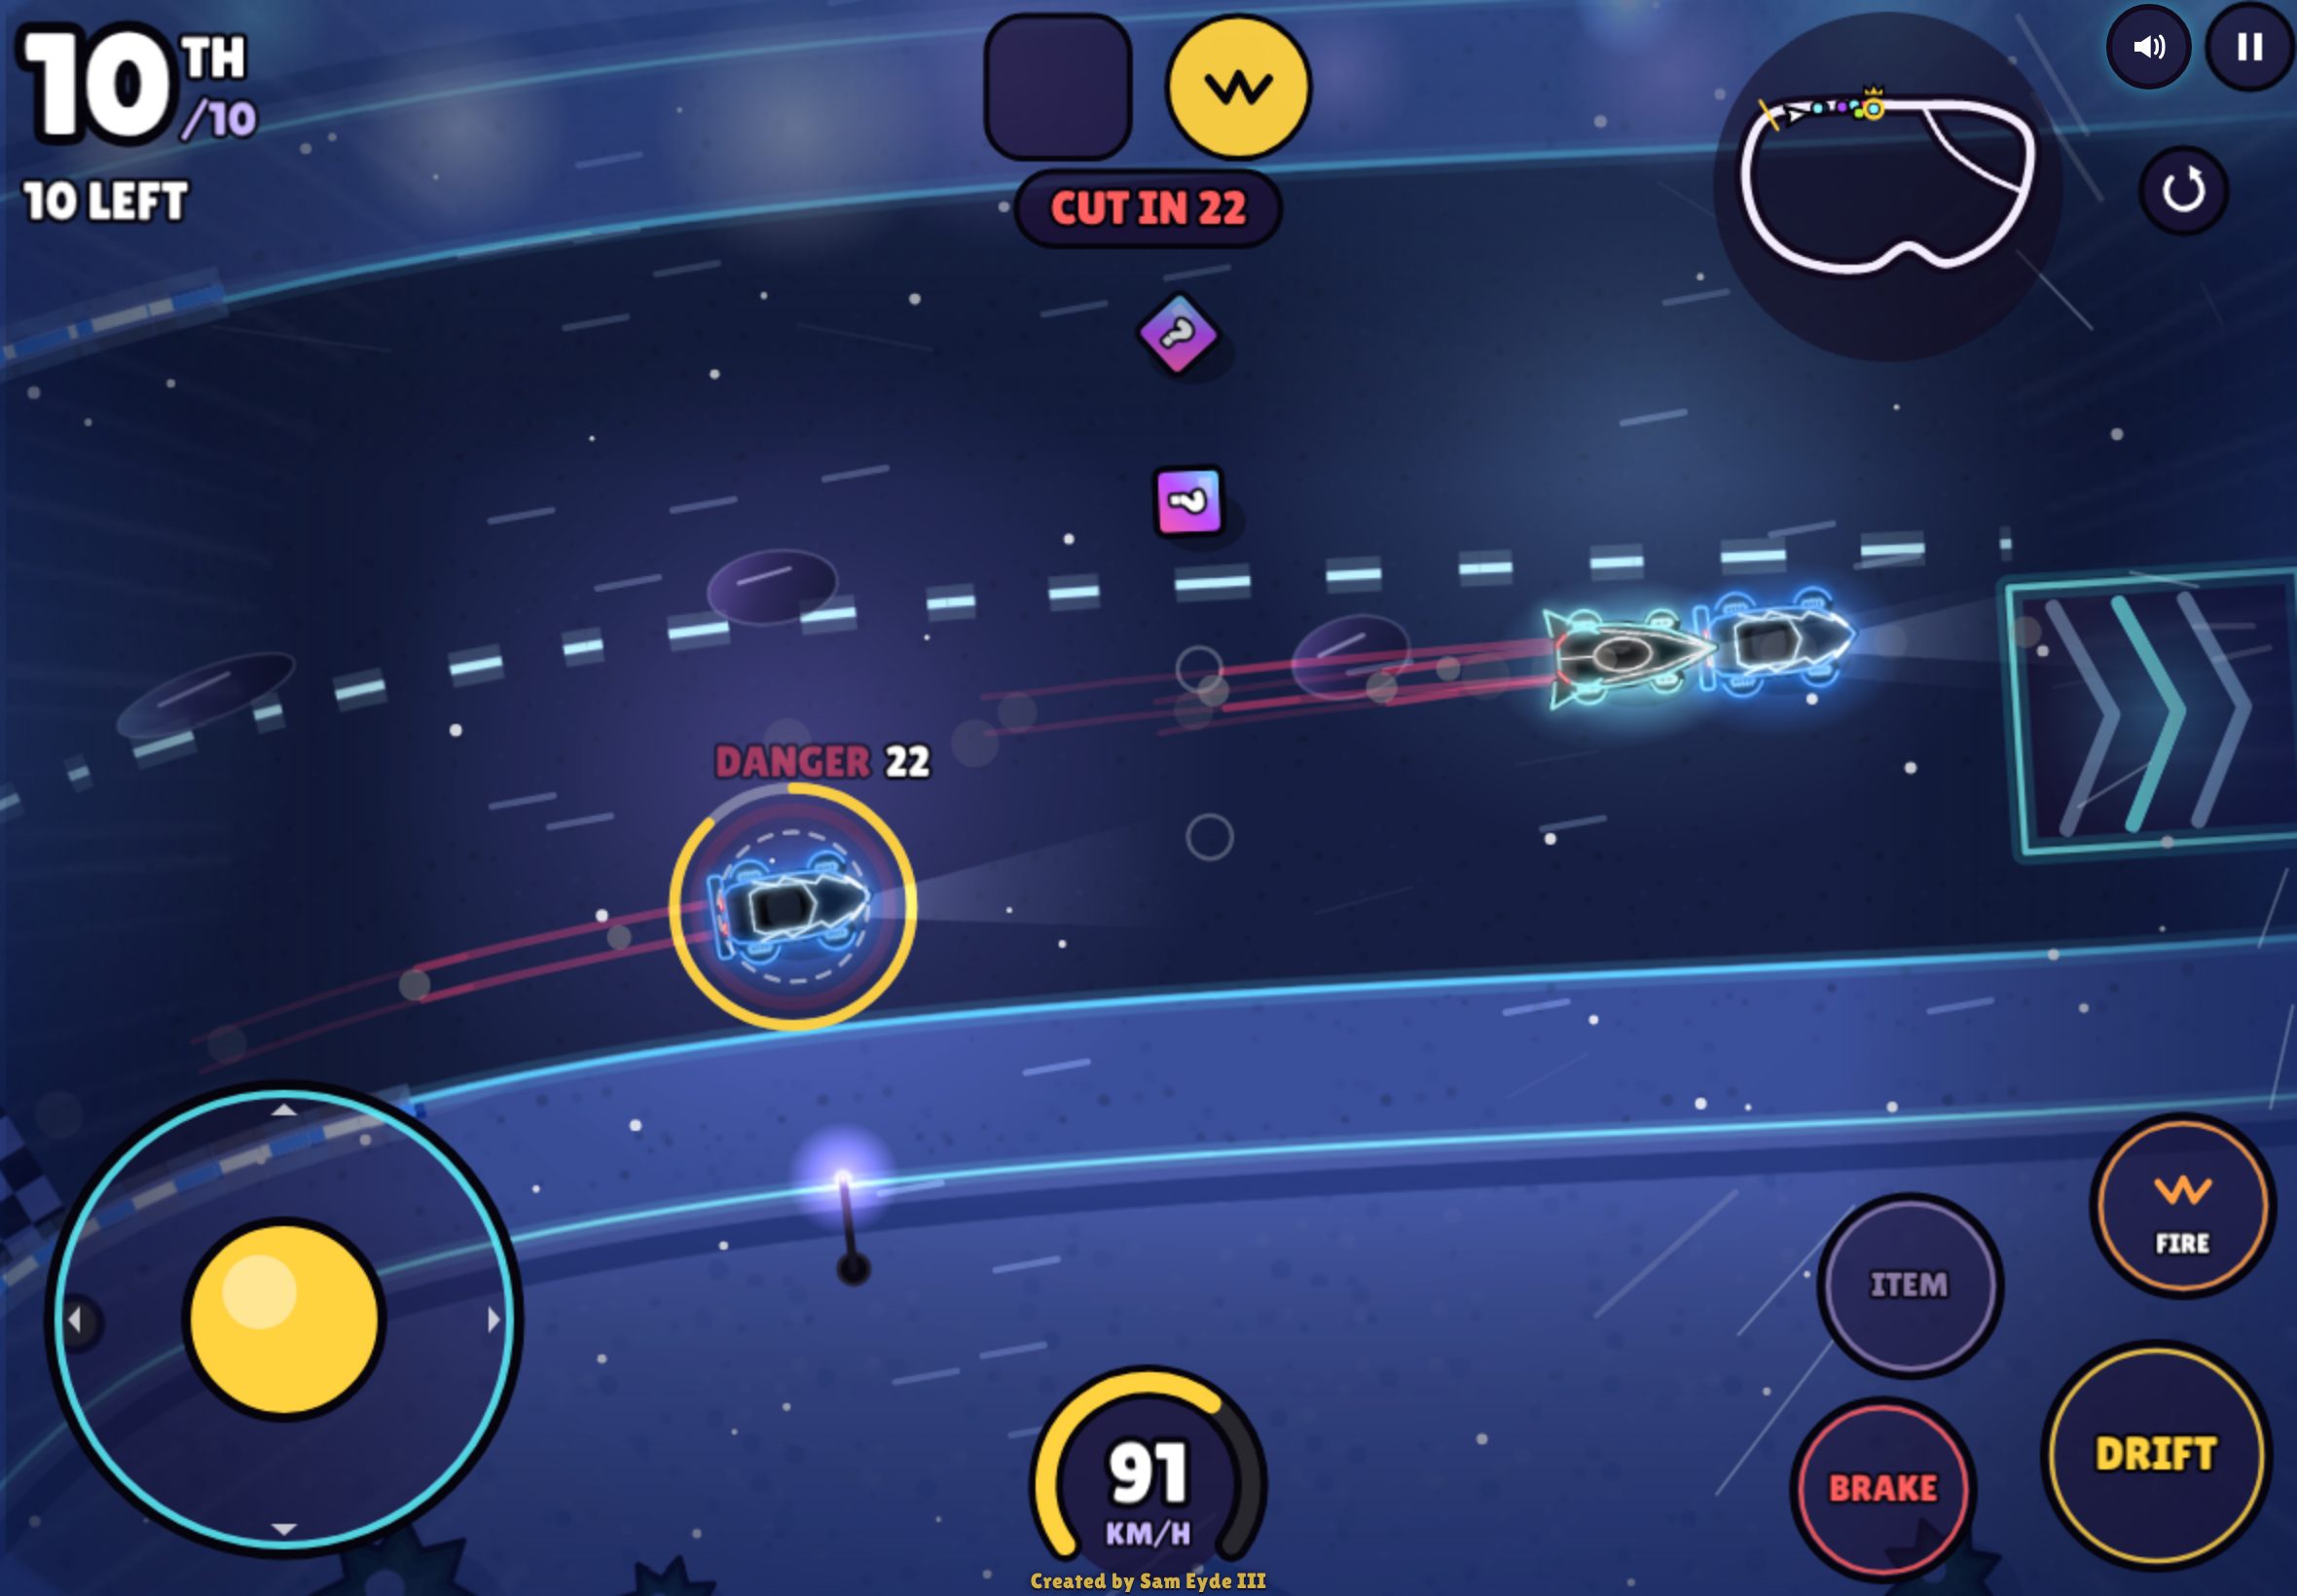 10TH
/10
10 LEFT
CUT IN 22
?
?
DANGER 22
FIRE
ITEM
DRIFT
BRAKE
91
KM/H
Created by Sam Eyde III